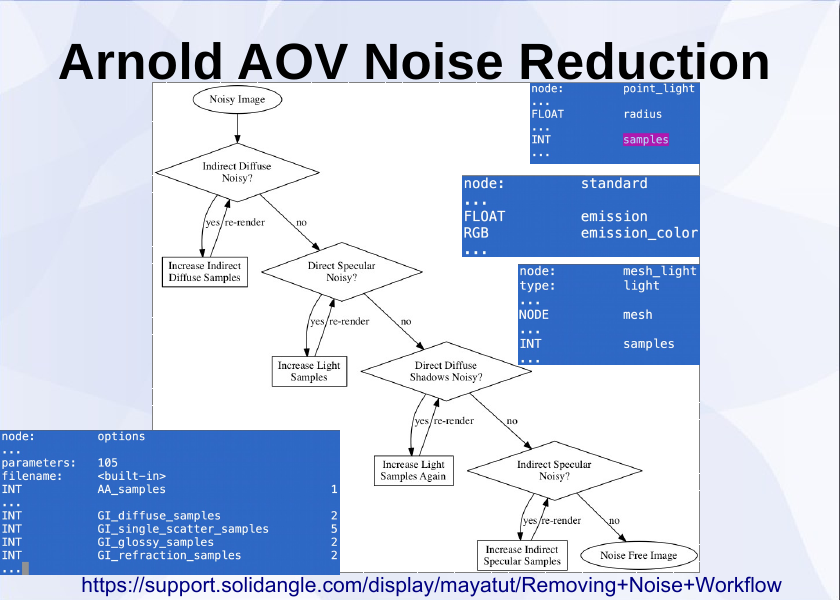 Arnold AOV Noise Reduction
Noisy Image
Indirect Diffuse
Noisy?
yes
re-render
no
Increase Indirect
Diffuse Samples
Direct Specular
Noisy?
yes
re-render
no
Increase Light
Samples
Direct Diffuse
Shadows Noisy?
yes
re-render
no
Increase Light
Samples Again
Indirect Specular
Noisy?
yes
re-render
no
Increase Indirect
Specular Samples
Noise Free Image
node: point_light
...
FLOAT radius
...
INT samples
...
node: standard
...
FLOAT emission
RGB emission_color
...
node: mesh_light
type: light
...
NODE mesh
...
INT samples
...
node: options
...
parameters: 105
filename: <built-in>
INT AA_samples 1
...
INT GI_diffuse_samples 2
INT GI_single_scatter_samples 5
INT GI_glossy_samples 2
INT GI_refraction_samples 2
...
https://support.solidangle.com/display/mayatut/Removing+Noise+Workflow